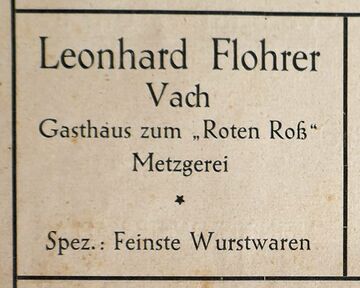 Leonhard Flohrer
Vach
Gasthaus zum „Roten Roß“
Metzgerei
★
Spez.: Feinste Wurstwaren